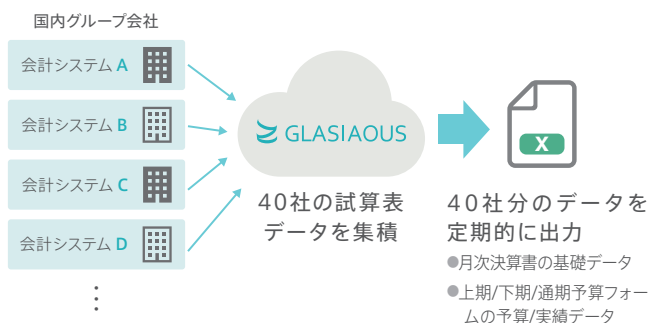 国内グループ会社
会計システム A
会計システム B
会計システム C
会計システム D
⋮
GLASIAOUS
40社の試算表
データを集積
X
40社分のデータを
定期的に出力
●月次決算書の基礎データ
●上期/下期/通期予算フォー
ムの予算/実績データ